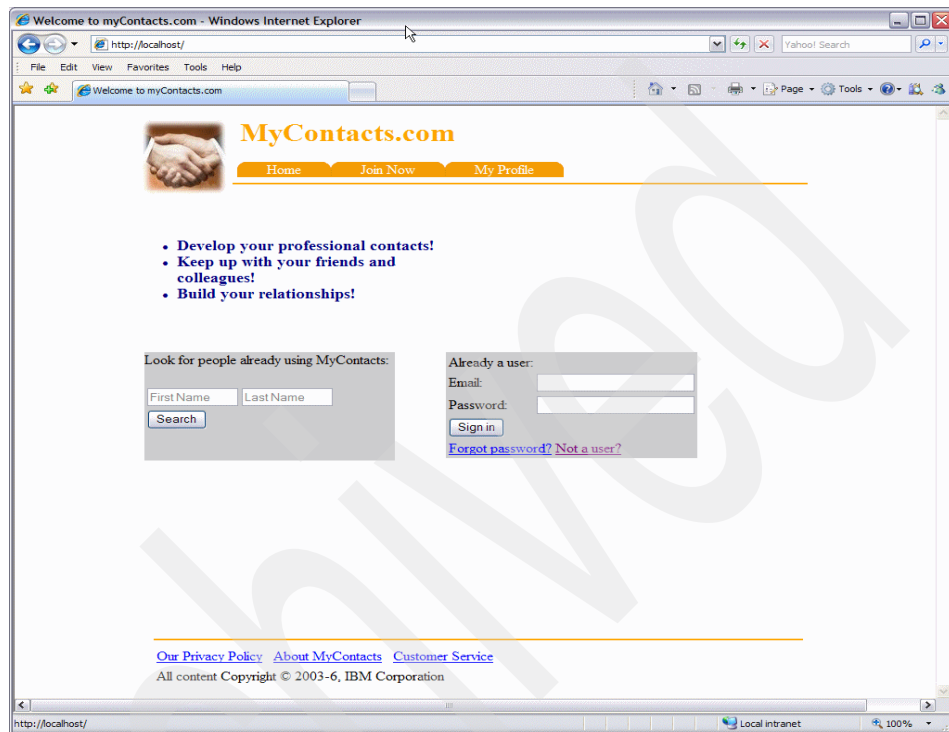 Welcome to myContacts.com - Windows Internet Explorer
http://localhost/
Yahoo! Search
File Edit View Favorites Tools Help
Welcome to myContacts.com
Page Tools
MyContacts.com
Home Join Now My Profile
• Develop your professional contacts!
• Keep up with your friends and
colleagues!
• Build your relationships!
Look for people already using MyContacts:
First Name Last Name
Search
Already a user:
Email:
Password:
Sign in
Forgot password? Not a user?
Our Privacy Policy About MyContacts Customer Service
All content Copyright © 2003-6, IBM Corporation
http://localhost/ Local intranet 100%